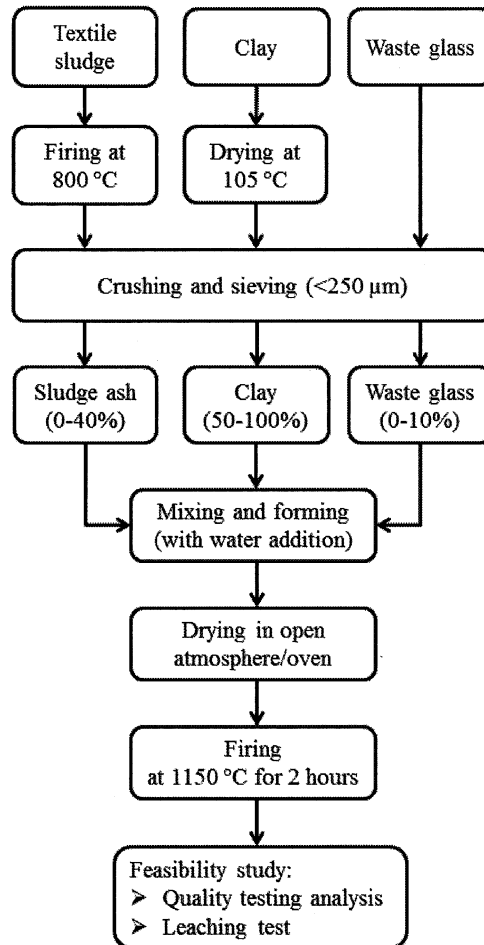 Textile
sludge
Clay
Waste glass
Firing at
800 °C
Drying at
105 °C
Crushing and sieving (<250 µm)
Sludge ash
(0-40%)
Clay
(50-100%)
Waste glass
(0-10%)
Mixing and forming
(with water addition)
Drying in open
atmosphere/oven
Firing
at 1150 °C for 2 hours
Feasibility study:
➢ Quality testing analysis
➢ Leaching test